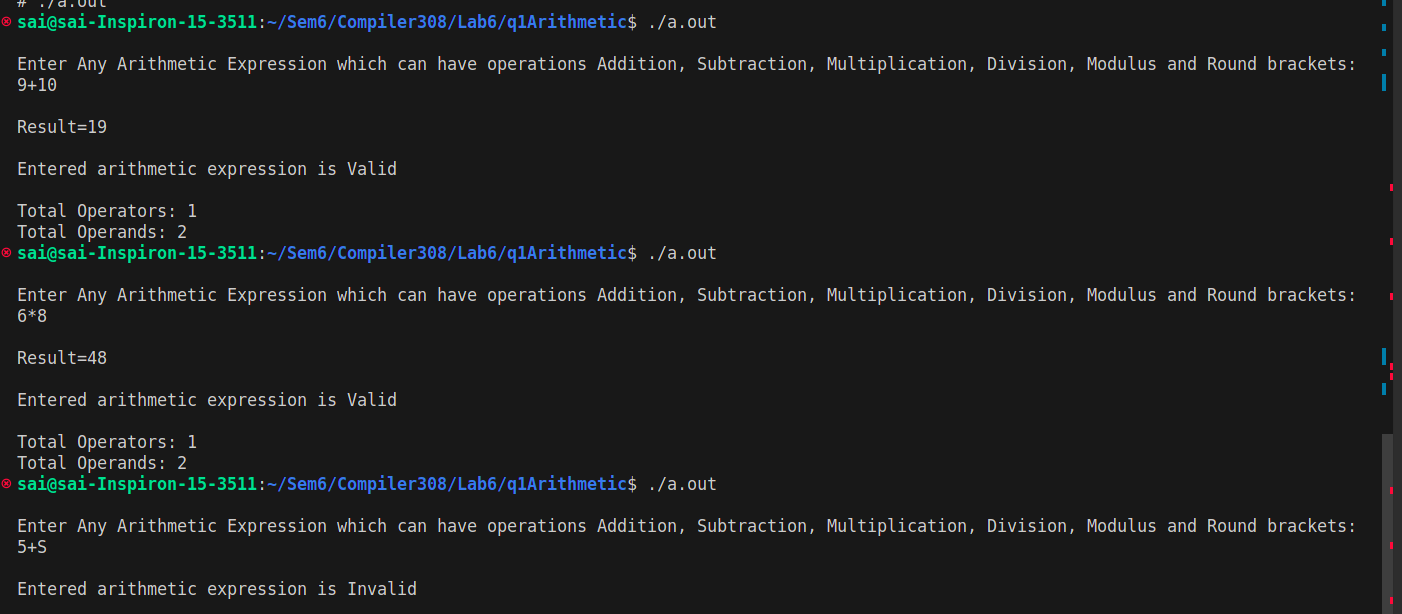 # ./a.out
sai@sai-Inspiron-15-3511:~/Sem6/Compiler308/Lab6/q1Arithmetic$ ./a.out
Enter Any Arithmetic Expression which can have operations Addition, Subtraction, Multiplication, Division, Modulus and Round brackets:
9+10
Result=19
Entered arithmetic expression is Valid
Total Operators: 1
Total Operands: 2
sai@sai-Inspiron-15-3511:~/Sem6/Compiler308/Lab6/q1Arithmetic$ ./a.out
Enter Any Arithmetic Expression which can have operations Addition, Subtraction, Multiplication, Division, Modulus and Round brackets:
6*8
Result=48
Entered arithmetic expression is Valid
Total Operators: 1
Total Operands: 2
sai@sai-Inspiron-15-3511:~/Sem6/Compiler308/Lab6/q1Arithmetic$ ./a.out
Enter Any Arithmetic Expression which can have operations Addition, Subtraction, Multiplication, Division, Modulus and Round brackets:
5+S
Entered arithmetic expression is Invalid